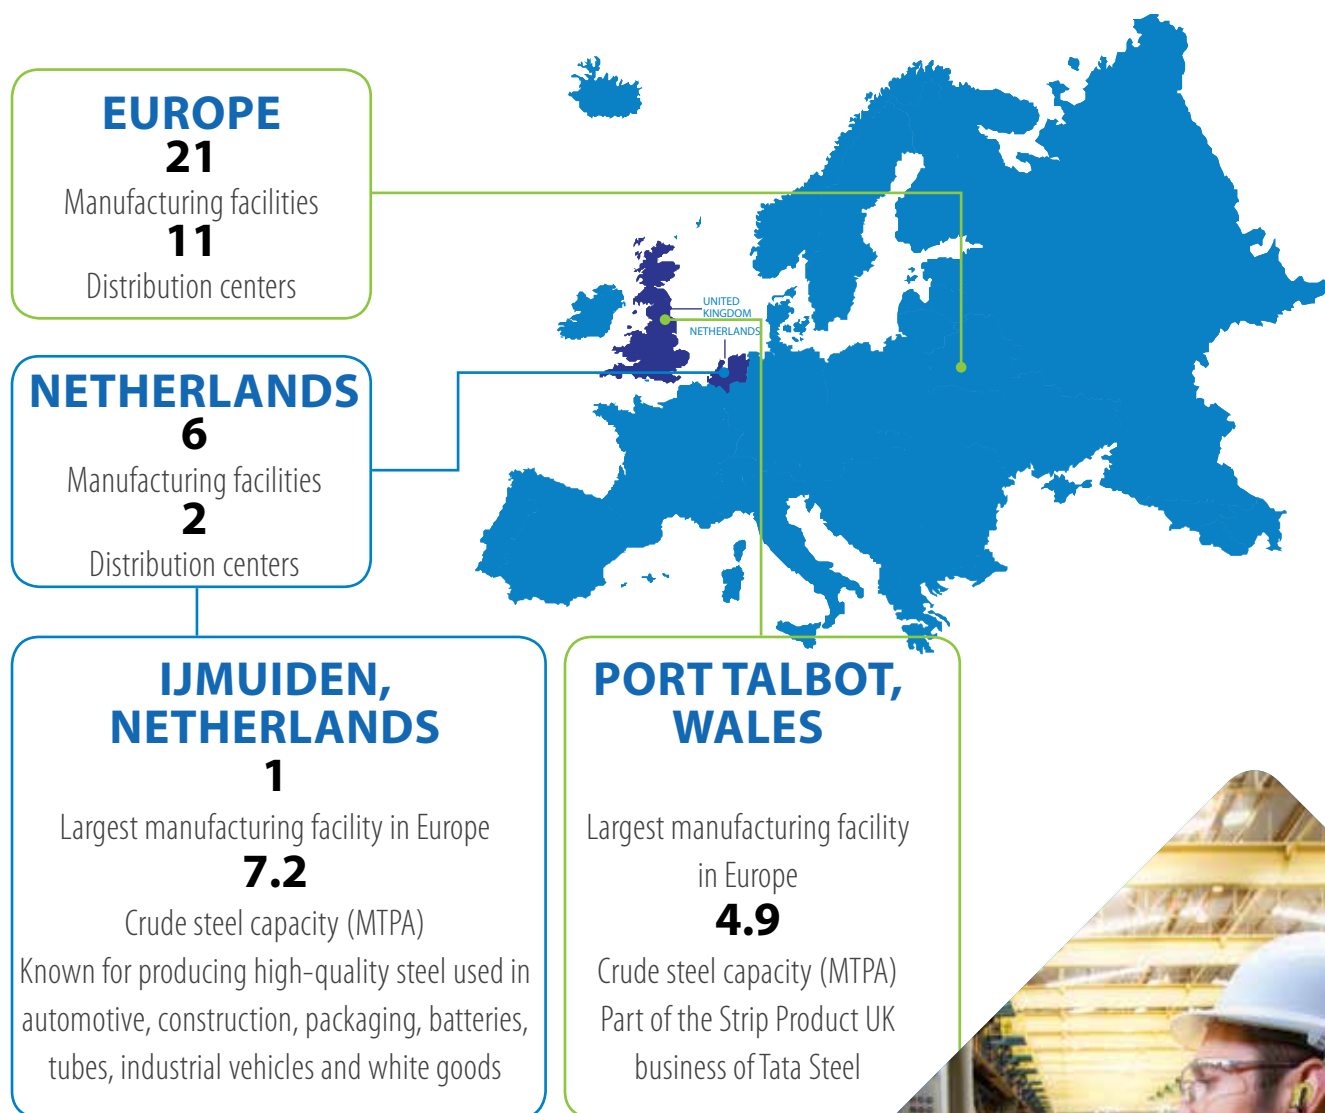 EUROPE
21
Manufacturing facilities
11
Distribution centers
UNITED
KINGDOM
NETHERLANDS
NETHERLANDS
6
Manufacturing facilities
2
Distribution centers
IJMUIDEN,
NETHERLANDS
1
Largest manufacturing facility in Europe
7.2
Crude steel capacity (MTPA)
Known for producing high-quality steel used in
automotive, construction, packaging, batteries,
tubes, industrial vehicles and white goods
PORT TALBOT,
WALES
Largest manufacturing facility
in Europe
4.9
Crude steel capacity (MTPA)
Part of the Strip Product UK
business of Tata Steel